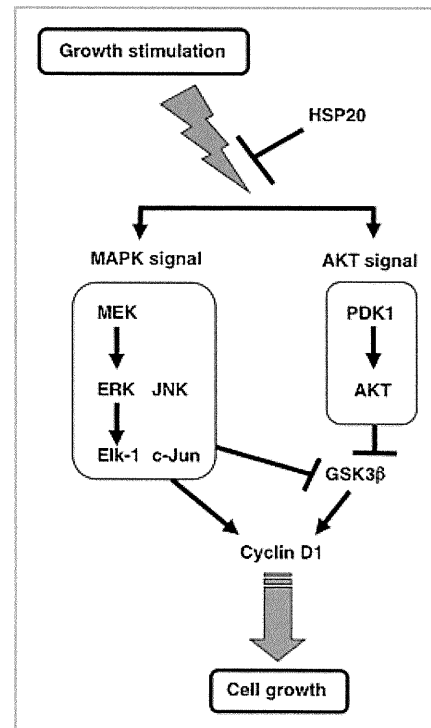 Growth stimulation
HSP20
MAPK signal
AKT signal
MEK
PDK1
ERK JNK
AKT
Elk-1 c-Jun
GSK3β
Cyclin D1
Cell growth